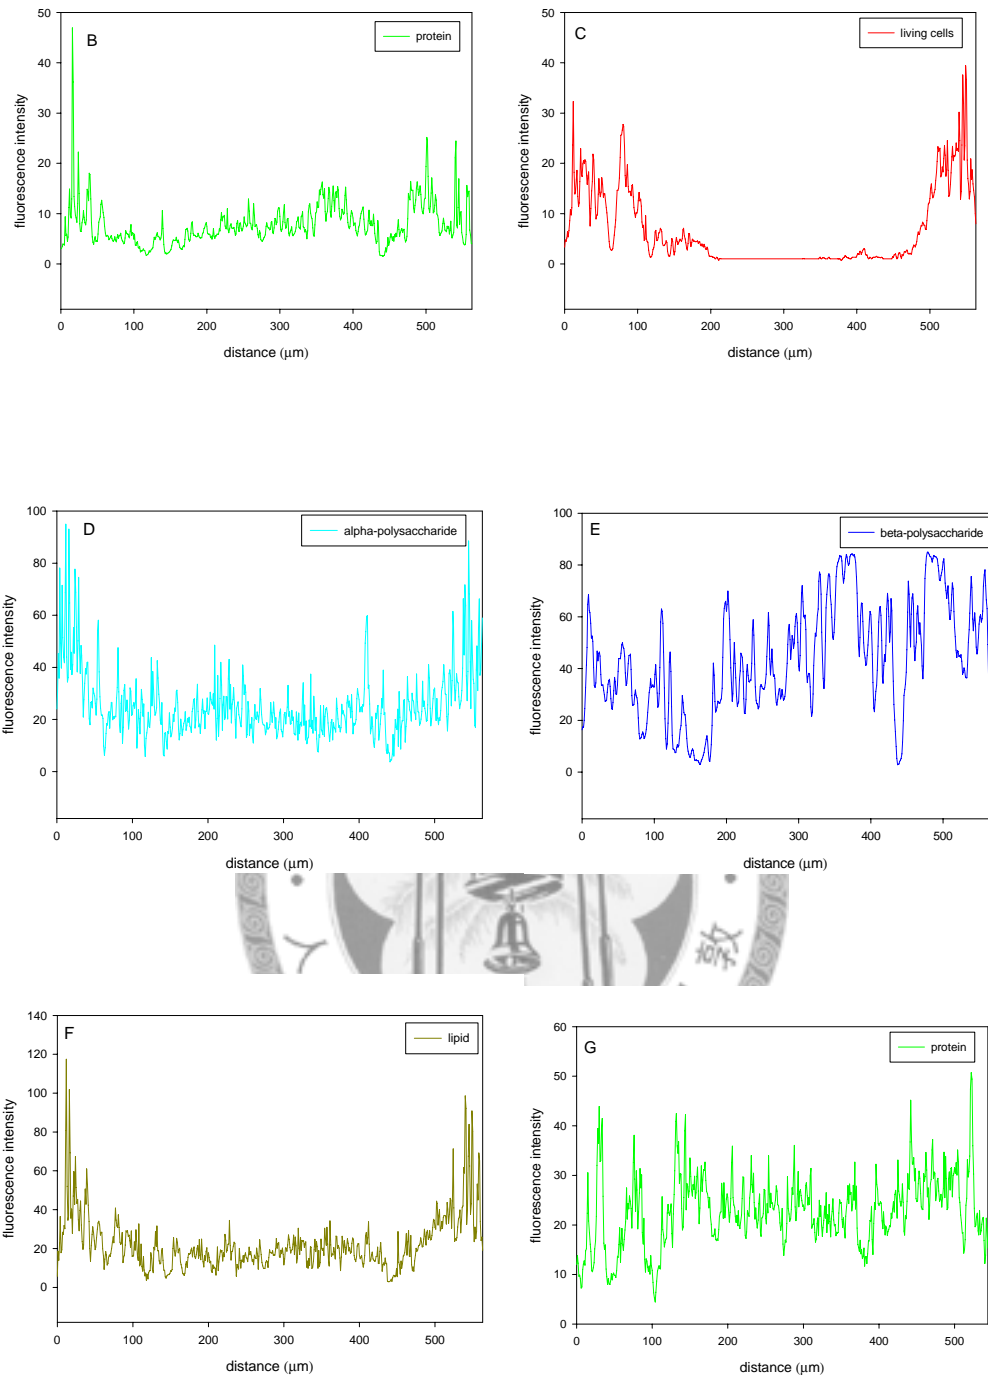 B
protein
fluorescence intensity
50
40
30
20
10
0
0 100 200 300 400 500
distance (μm)
C
living cells
fluorescence intensity
50
40
30
20
10
0
0 100 200 300 400 500
distance (μm)
D
alpha-polysaccharide
fluorescence intensity
100
80
60
40
20
0
0 100 200 300 400 500
distance (μm)
E
beta-polysaccharide
fluorescence intensity
100
80
60
40
20
0
0 100 200 300 400 500
distance (μm)
F
lipid
fluorescence intensity
140
120
100
80
60
40
20
0
0 100 200 300 400 500
distance (μm)
G
protein
fluorescence intensity
60
50
40
30
20
10
0
0 100 200 300 400 500
distance (μm)